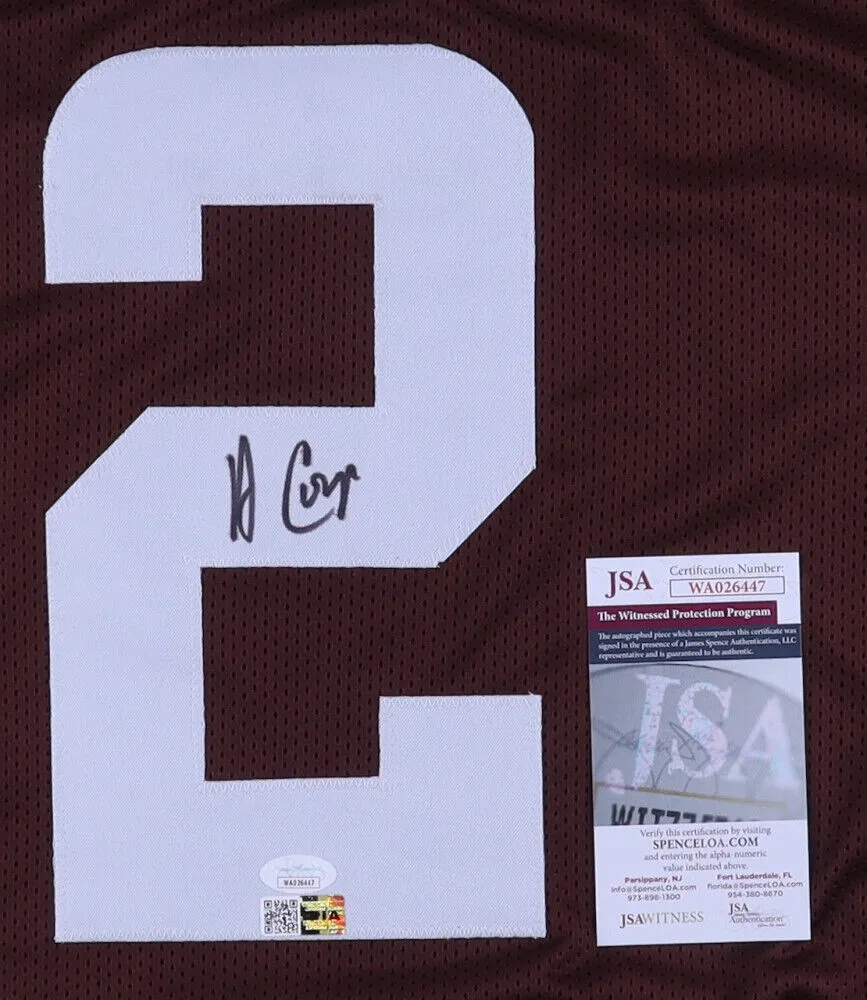 2
JSA
Certification Number:
WA026447
The Witnessed Protection Program
The autographed piece which accompanies this certificate was
signed in the presence of a James Spence Authentication, LLC
representative and is guaranteed to be authentic.
JSA
Verify this certification by visiting
SPENCELOA.COM
and entering the alpha-numeric
value indicated above.
Parsippany, NJ
info@SpenceLOA.com
973-898-1300
Fort Lauderdale, FL
florida@SpenceLOA.com
954-380-8670
JSAWITNESS
JSA
Authentication
WA026447